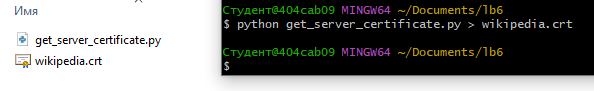 Имя
get_server_certificate.py
wikipedia.crt
Студент@404cab09 MINGW64 ~/Documents/lb6
$ python get_server_certificate.py > wikipedia.crt
Студент@404cab09 MINGW64 ~/Documents/lb6
$